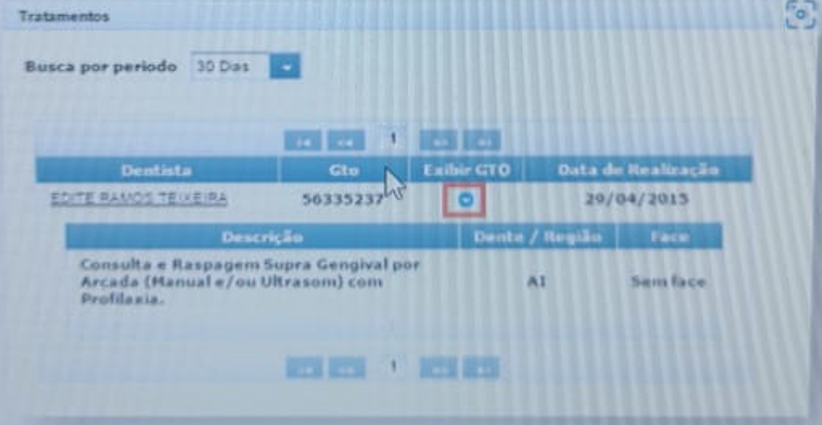 Tratamentos
Busca por periodo 30 Dias
1
Dentista Gto Exibir GTO Data de Realização
EDITE RAMOS TEIXEIRA 56335237 29/04/2015
Descrição Dente / Região Face
Consulta e Raspagem Supra Gengival por
Arcada (Manual e/ou Ultrasom) com AI Sem face
Profilaxia.
1